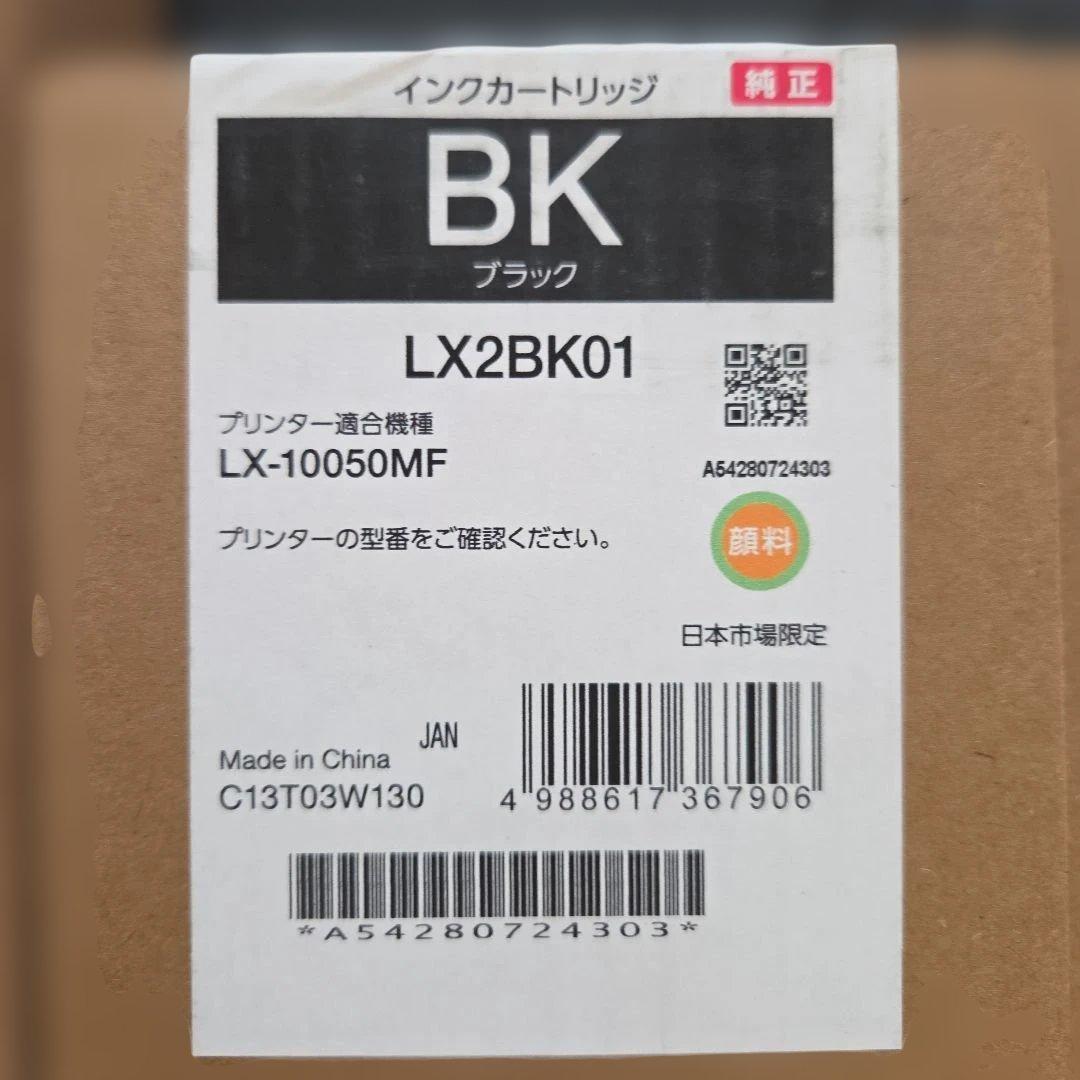 インクカートリッジ
純正
BK
ブラック
LX2BK01
プリンター適合機種
LX-10050MF
A54280724303
プリンターの型番をご確認ください。
顔料
日本市場限定
JAN
Made in China
C13T03W130
4 988617 367906
*A54280724303*